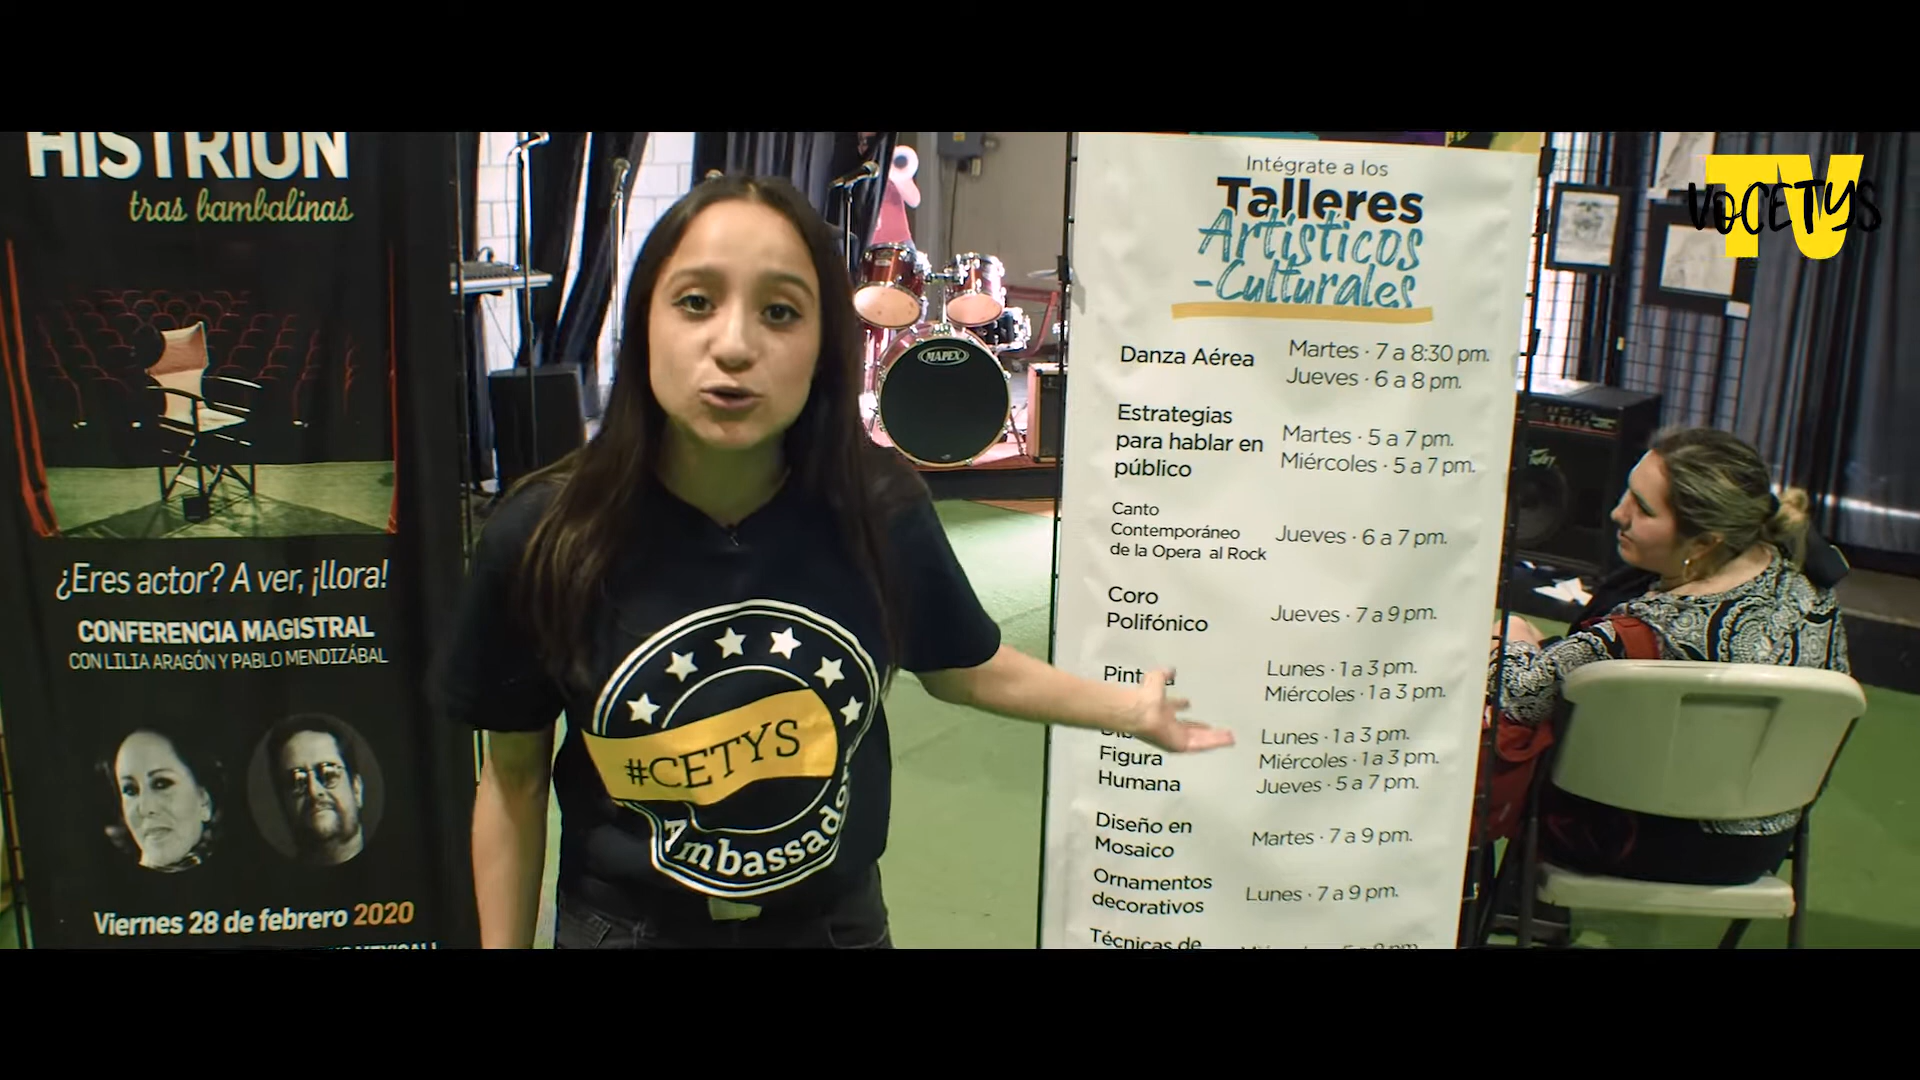 HISTRION
tras bambalinas
¿Eres actor? A ver, ¡llora!
CONFERENCIA MAGISTRAL
CON LILIA ARAGÓN Y PABLO MENDIZÁBAL
Viernes 28 de febrero 2020
MAPEX
#CETYS
Ambassador
Intégrate a los
Talleres
Artísticos
-Culturales
Danza Aérea
Martes · 7 a 8:30 pm.
Jueves · 6 a 8 pm.
Estrategias
para hablar en
público
Martes · 5 a 7 pm.
Miércoles · 5 a 7 pm.
Canto
Contemporáneo
de la Opera al Rock
Jueves · 6 a 7 pm.
Coro
Polifónico
Jueves · 7 a 9 pm.
Lunes · 1 a 3 pm.
Miércoles · 1 a 3 pm.
Figura
Humana
Lunes · 1 a 3 pm.
Miércoles · 1 a 3 pm.
Jueves · 5 a 7 pm.
Diseño en
Mosaico
Martes · 7 a 9 pm.
Ornamentos
decorativos
Lunes · 7 a 9 pm.
Técnicas de
TV
VOCETYS